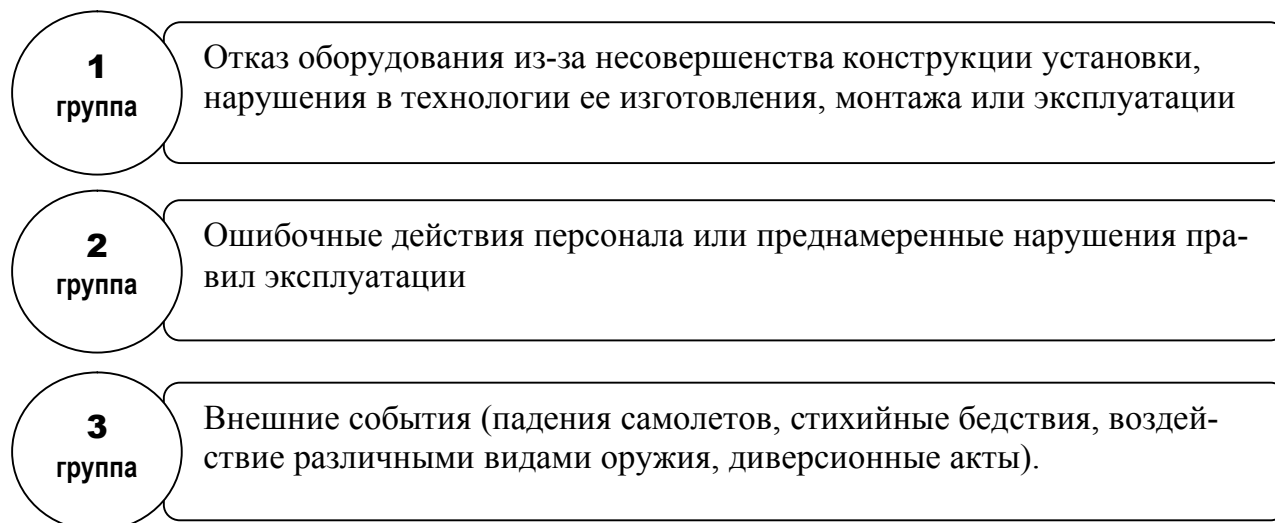 1
группа
Отказ оборудования из-за несовершенства конструкции установки,
нарушения в технологии ее изготовления, монтажа или эксплуатации
2
группа
Ошибочные действия персонала или преднамеренные нарушения пра-
вил эксплуатации
3
группа
Внешние события (падения самолетов, стихийные бедствия, воздей-
ствие различными видами оружия, диверсионные акты).